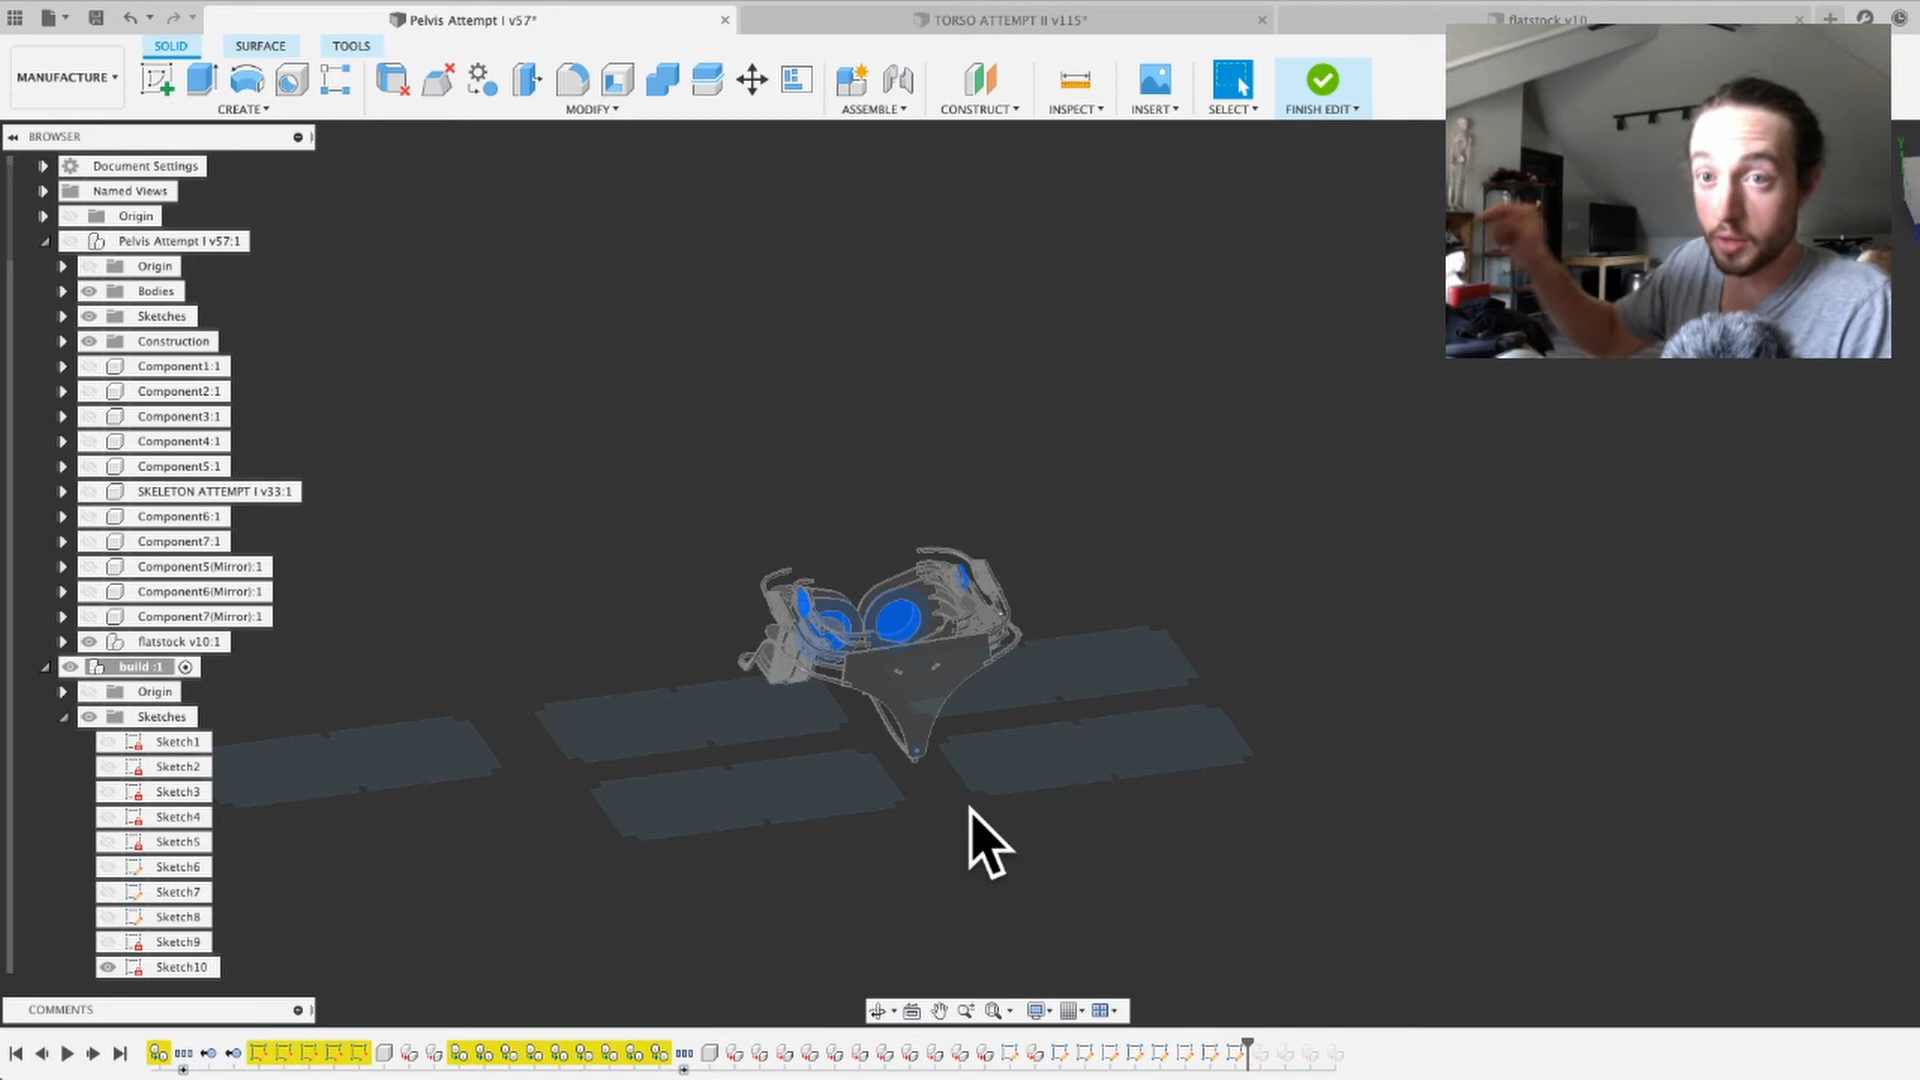 Pelvis Attempt I v57*
TORSO ATTEMPT II v115*
flatstock v10
MANUFACTURE
SOLID
SURFACE
TOOLS
CREATE
MODIFY
ASSEMBLE
CONSTRUCT
INSPECT
INSERT
SELECT
FINISH EDIT
BROWSER
Document Settings
Named Views
Origin
Pelvis Attempt I v57:1
Origin
Bodies
Sketches
Construction
Component1:1
Component2:1
Component3:1
Component4:1
Component5:1
SKELETON ATTEMPT I v33:1
Component6:1
Component7:1
Component5(Mirror):1
Component6(Mirror):1
Component7(Mirror):1
flatstock v10:1
build :1
Origin
Sketches
Sketch1
Sketch2
Sketch3
Sketch4
Sketch5
Sketch6
Sketch7
Sketch8
Sketch9
Sketch10
COMMENTS
Y